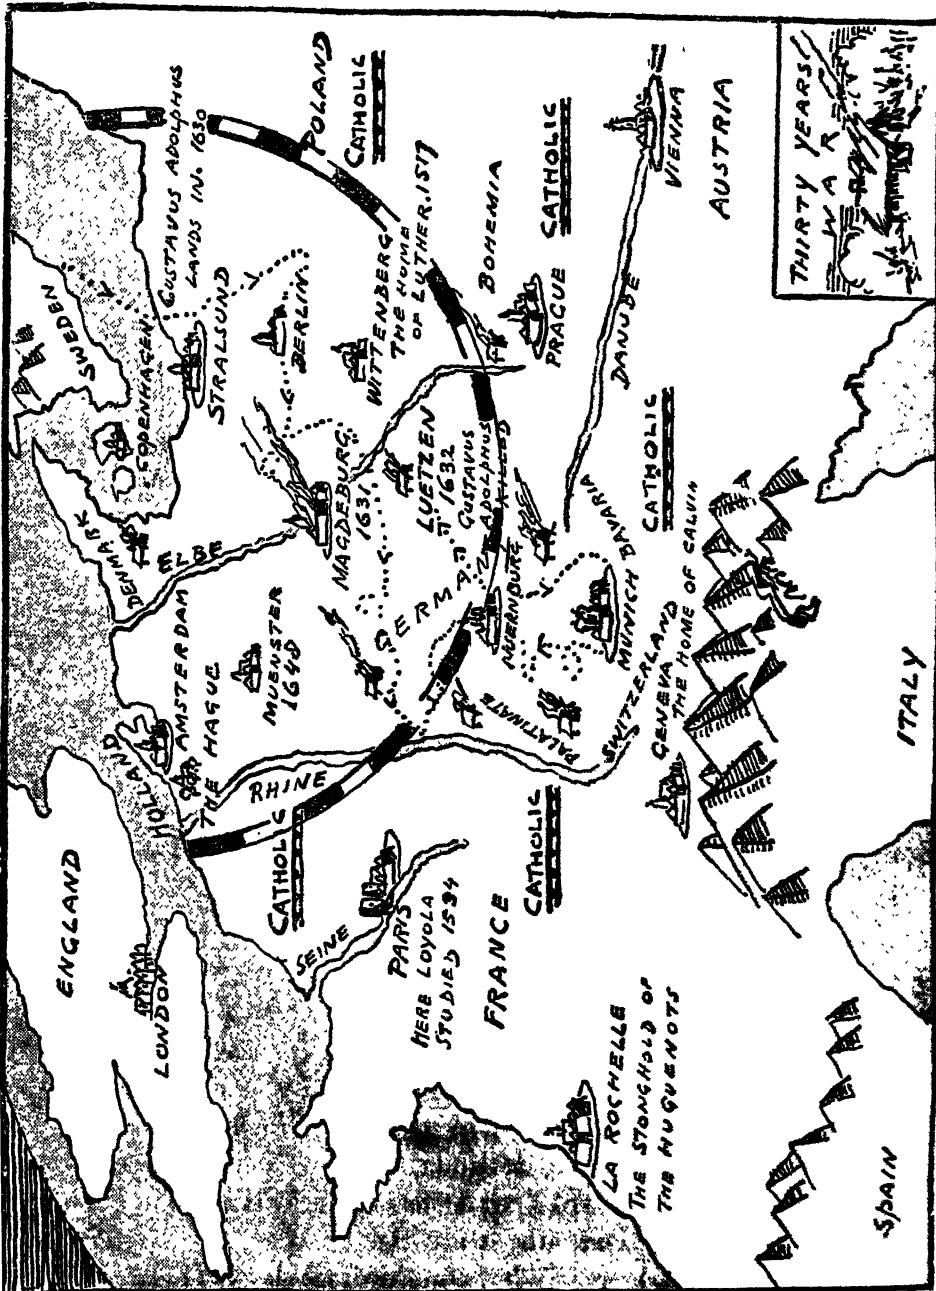 THIRTY YEARS
WAR
ENGLAND
LONDON
HOLLAND
AMSTERDAM
THE HAGUE
RHINE
DENMARK
ELBE
COPENHAGEN
SWEDEN
GUSTAVUS ADOLPHUS
LANDS IN. 1630
STRALSUND
BERLIN
POLAND
CATHOLIC
MUENSTER
1648
MAGDEBURG
1631
WITTENBERG
THE HOME
OF LUTHER.1517
LUETZEN
1632
GUSTAVUS
ADOLPHUS
KILLED
GERMANY
BOHEMIA
CATHOLIC
PRAGUE
CATHOLIC
SEINE
PARIS
HERE LOYOLA
STUDIED 1534
FRANCE
CATHOLIC
PALATINATE
NUERNBURG
MUNICH
BAVARIA
CATHOLIC
DANUBE
VIENNA
AUSTRIA
SWITZERLAND
GENEVA
THE HOME OF CALVIN
LA ROCHELLE
THE STONGHOLD OF
THE HUGUENOTS
SPAIN
ITALY